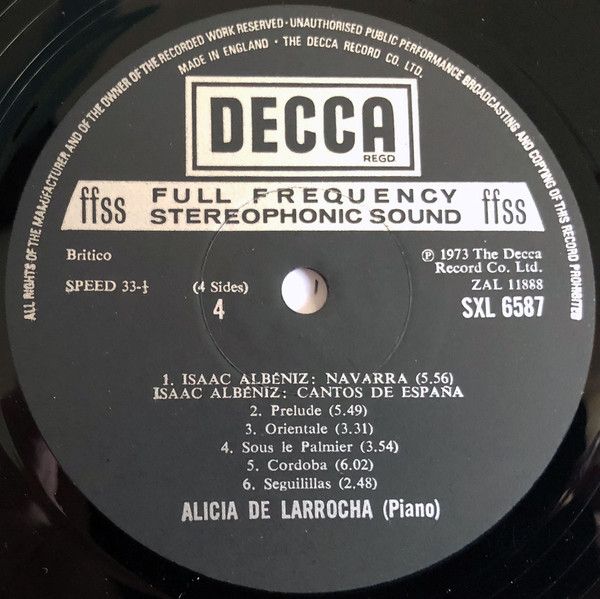 ALL RIGHTS OF THE MANUFACTURER AND OF THE OWNER OF THE RECORDED WORK RESERVED · UNAUTHORISED PUBLIC PERFORMANCE BROADCASTING AND COPYING OF THIS RECORD PROHIBITED
MADE IN ENGLAND · THE DECCA RECORD CO. LTD.
DECCA
REGD
ffss FULL FREQUENCY ffss
STEREOPHONIC SOUND
Britico
℗ 1973 The Decca
Record Co. Ltd.
SPEED 33-⅓ (4 Sides) ZAL 11888
4 SXL 6587
1. ISAAC ALBÉNIZ: NAVARRA (5.56)
ISAAC ALBÉNIZ: CANTOS DE ESPAÑA
2. Prelude (5.49)
3. Orientale (3.31)
4. Sous le Palmier (3.54)
5. Cordoba (6.02)
6. Seguilillas (2.48)
ALICIA DE LARROCHA (Piano)